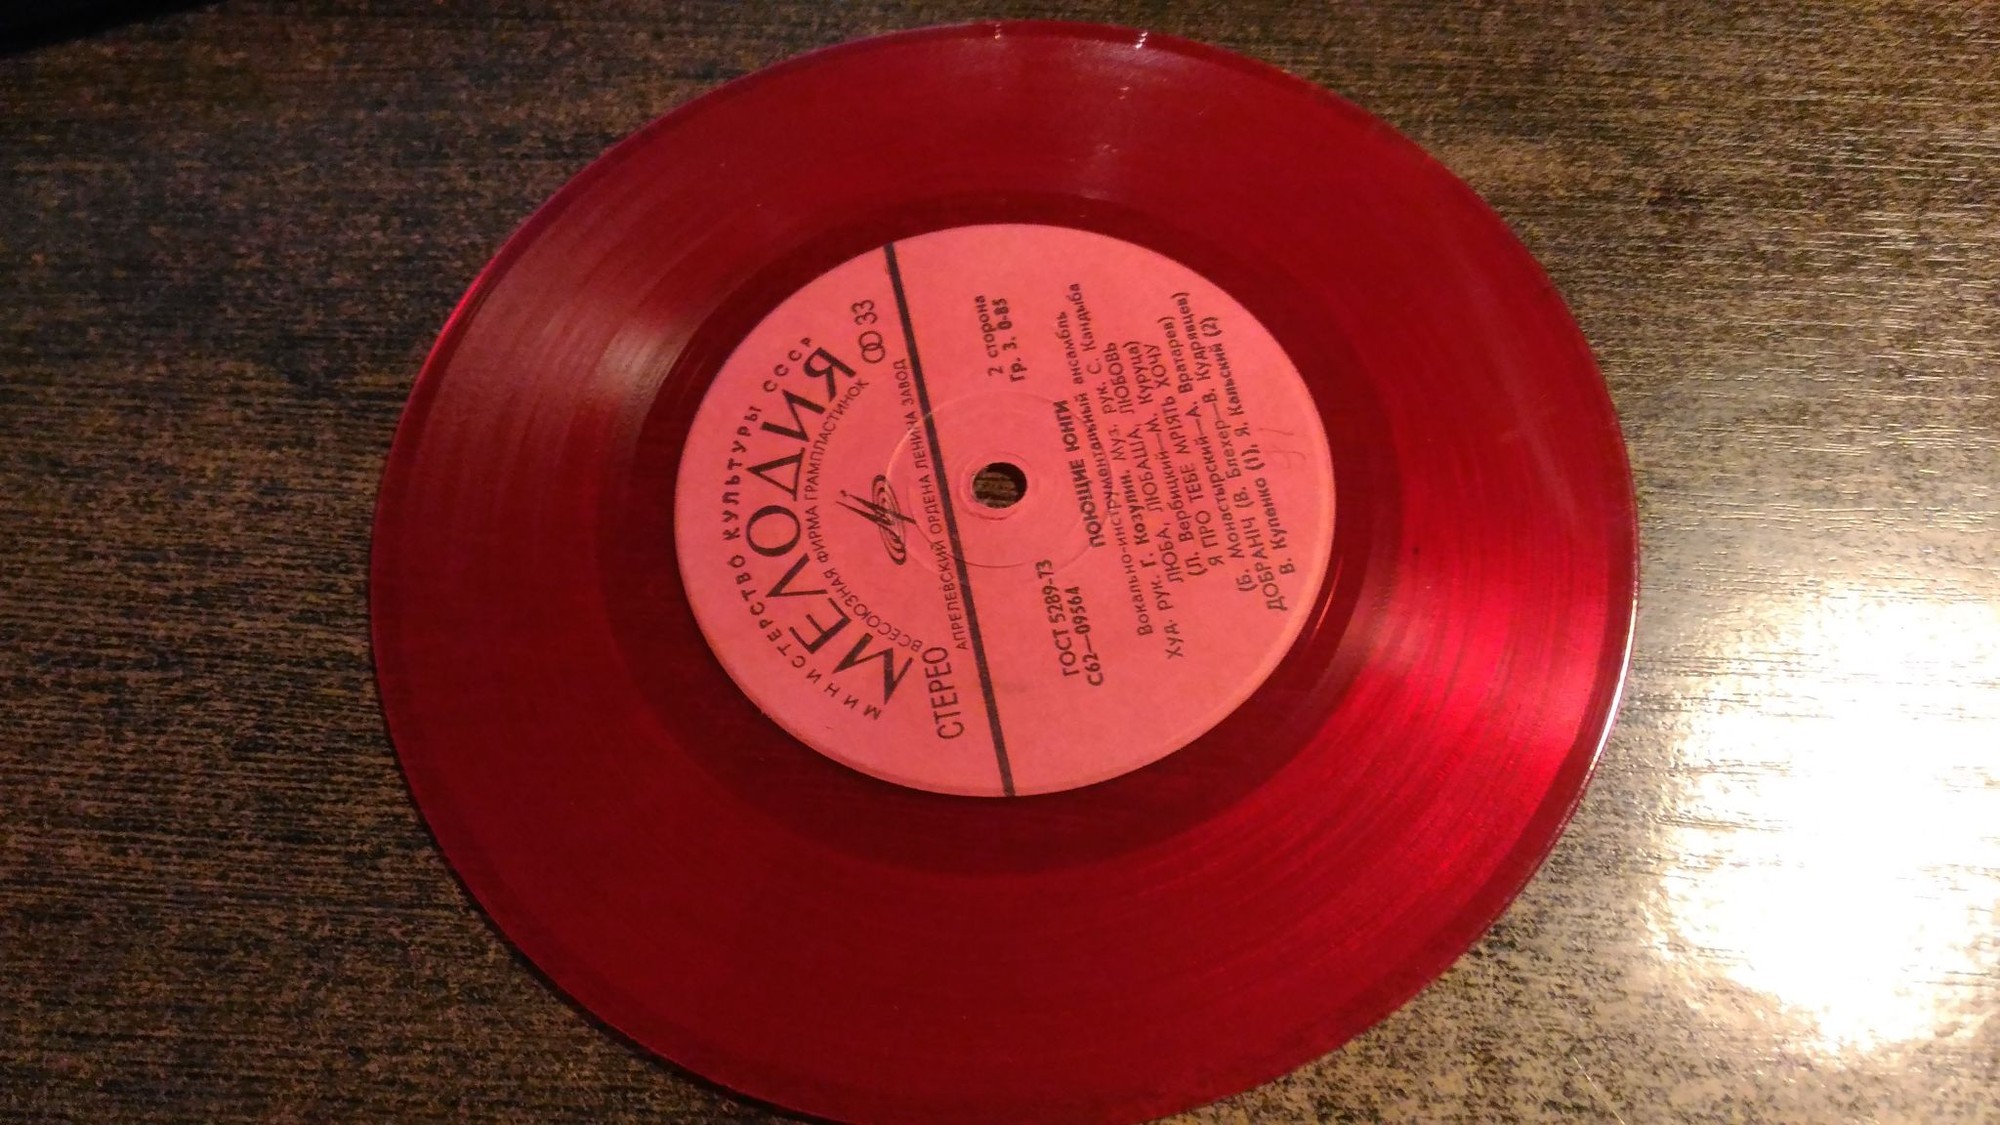 МИНИСТЕРСТВО КУЛЬТУРЫ СССР
МЕЛОДИЯ
ВСЕСОЮЗНАЯ ФИРМА ГРАМПЛАСТИНОК
СТЕРЕО
33
АПРЕЛЕВСКИЙ ОРДЕНА ЛЕНИНА ЗАВОД
ГОСТ 5289-73
2 сторона
С62—09564
Гр. 3. 0-85
ПОЮЩИЕ ЮНГИ
Вокально-инструментальный ансамбль
Худ. рук. Г. Козулин. Муз. рук. С. Кандыба
ЛЮБА, ЛЮБАША, ЛЮБОВЬ
(Л. Вербицкий—М. Куруца)
Я ПРО ТЕБЕ МРІЯТЬ ХОЧУ
(Б. Монастырский—А. Вратарев)
ДОБРАНІЧ (В. Блехер—В. Кудрявцев)
В. Купенко (1), Я. Капьский (2)